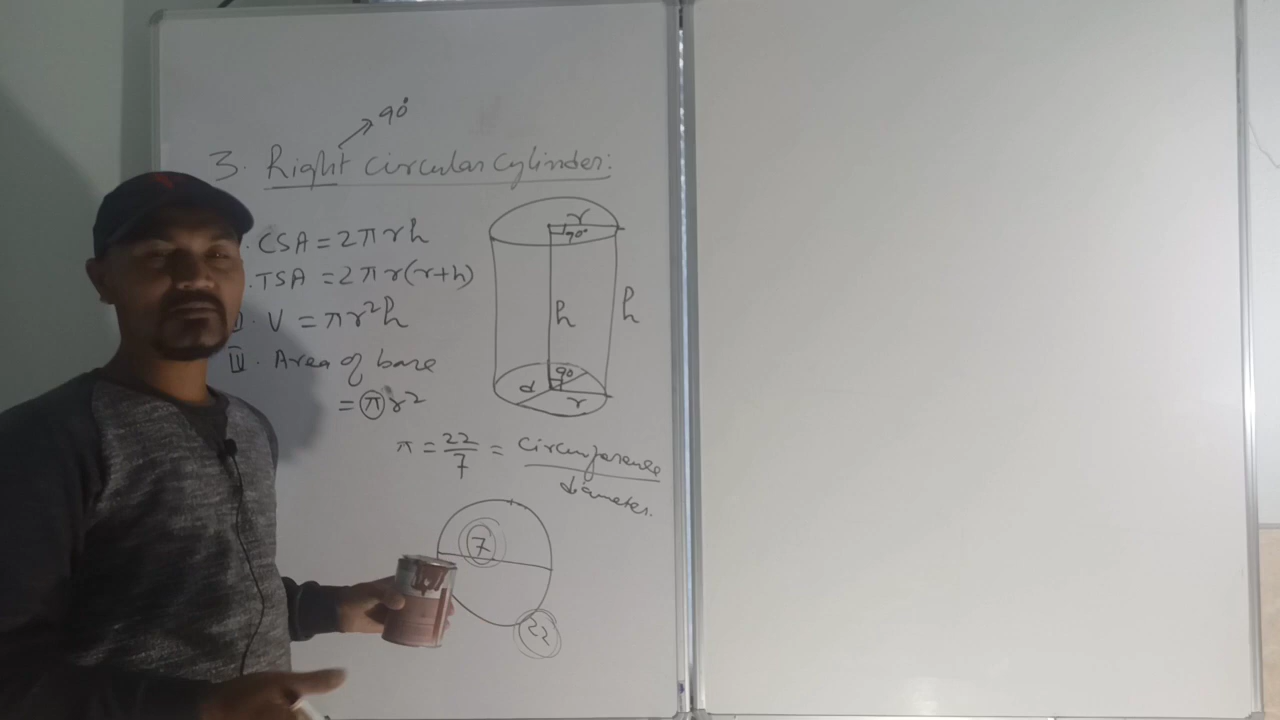 90°
3. Right circular cylinder:
. CSA = 2πrh
. TSA = 2πr(r+h)
. V = πr²h
IV. Area of base
= πr²
r
90°
h
h
90
d
r
π = 22/7 = circumference/diameter.
7
22